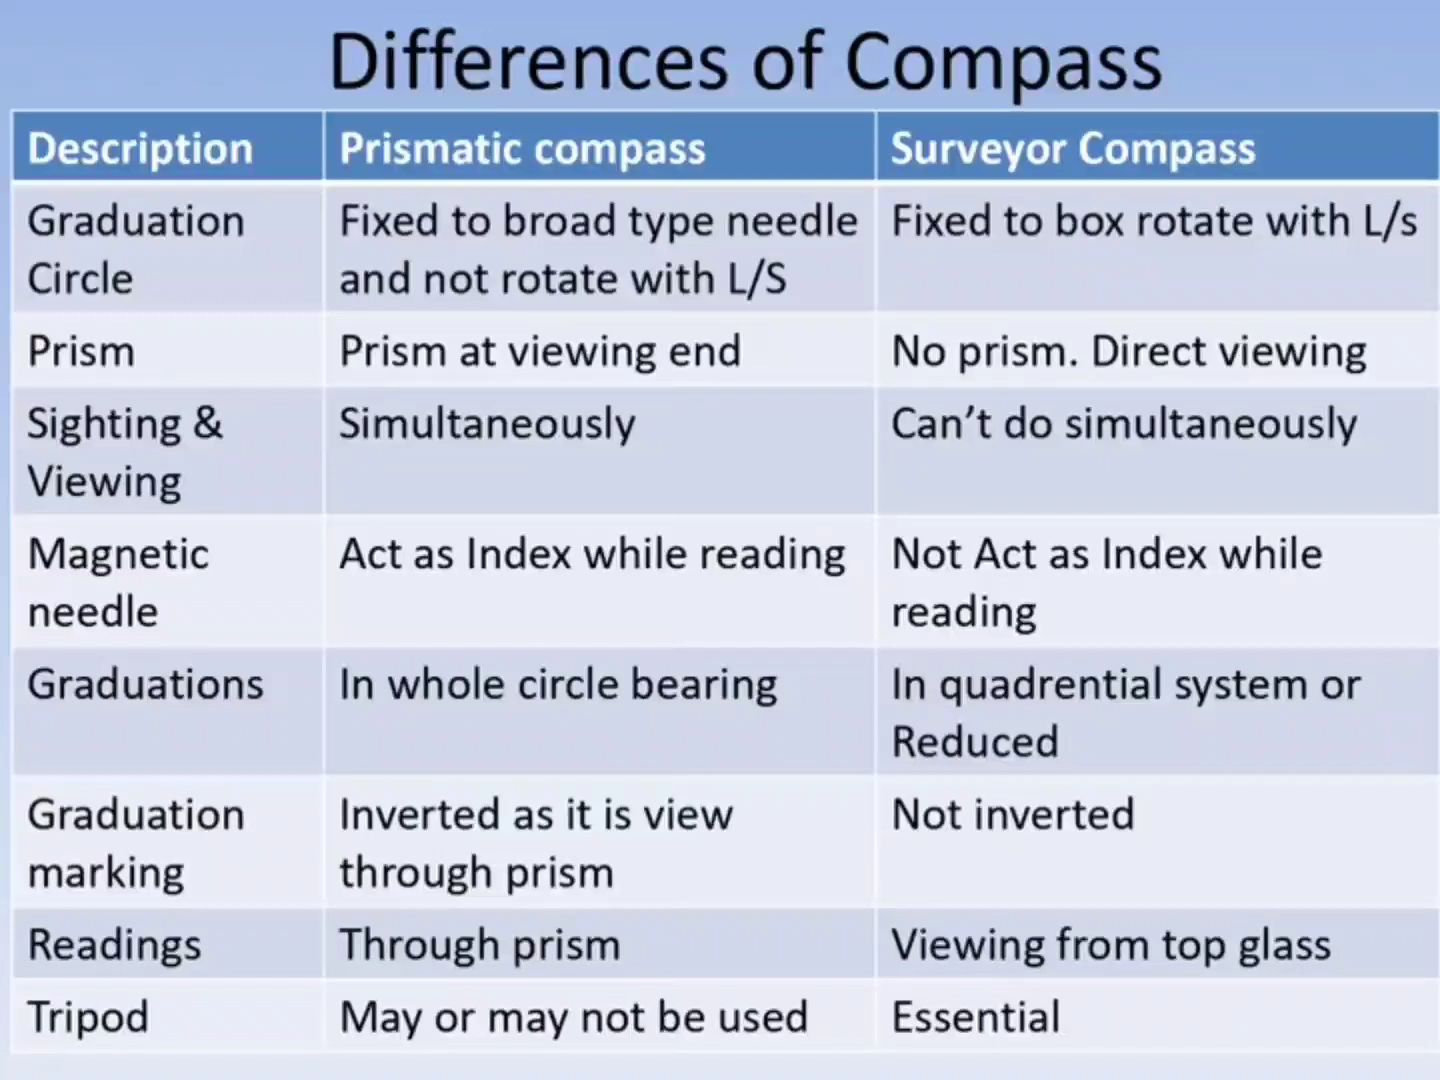 Differences of Compass
Description
Prismatic compass
Surveyor Compass
Graduation
Circle
Fixed to broad type needle
and not rotate with L/S
Fixed to box rotate with L/s
Prism
Prism at viewing end
No prism. Direct viewing
Sighting &
Viewing
Simultaneously
Can’t do simultaneously
Magnetic
needle
Act as Index while reading
Not Act as Index while
reading
Graduations
In whole circle bearing
In quadrential system or
Reduced
Graduation
marking
Inverted as it is view
through prism
Not inverted
Readings
Through prism
Viewing from top glass
Tripod
May or may not be used
Essential